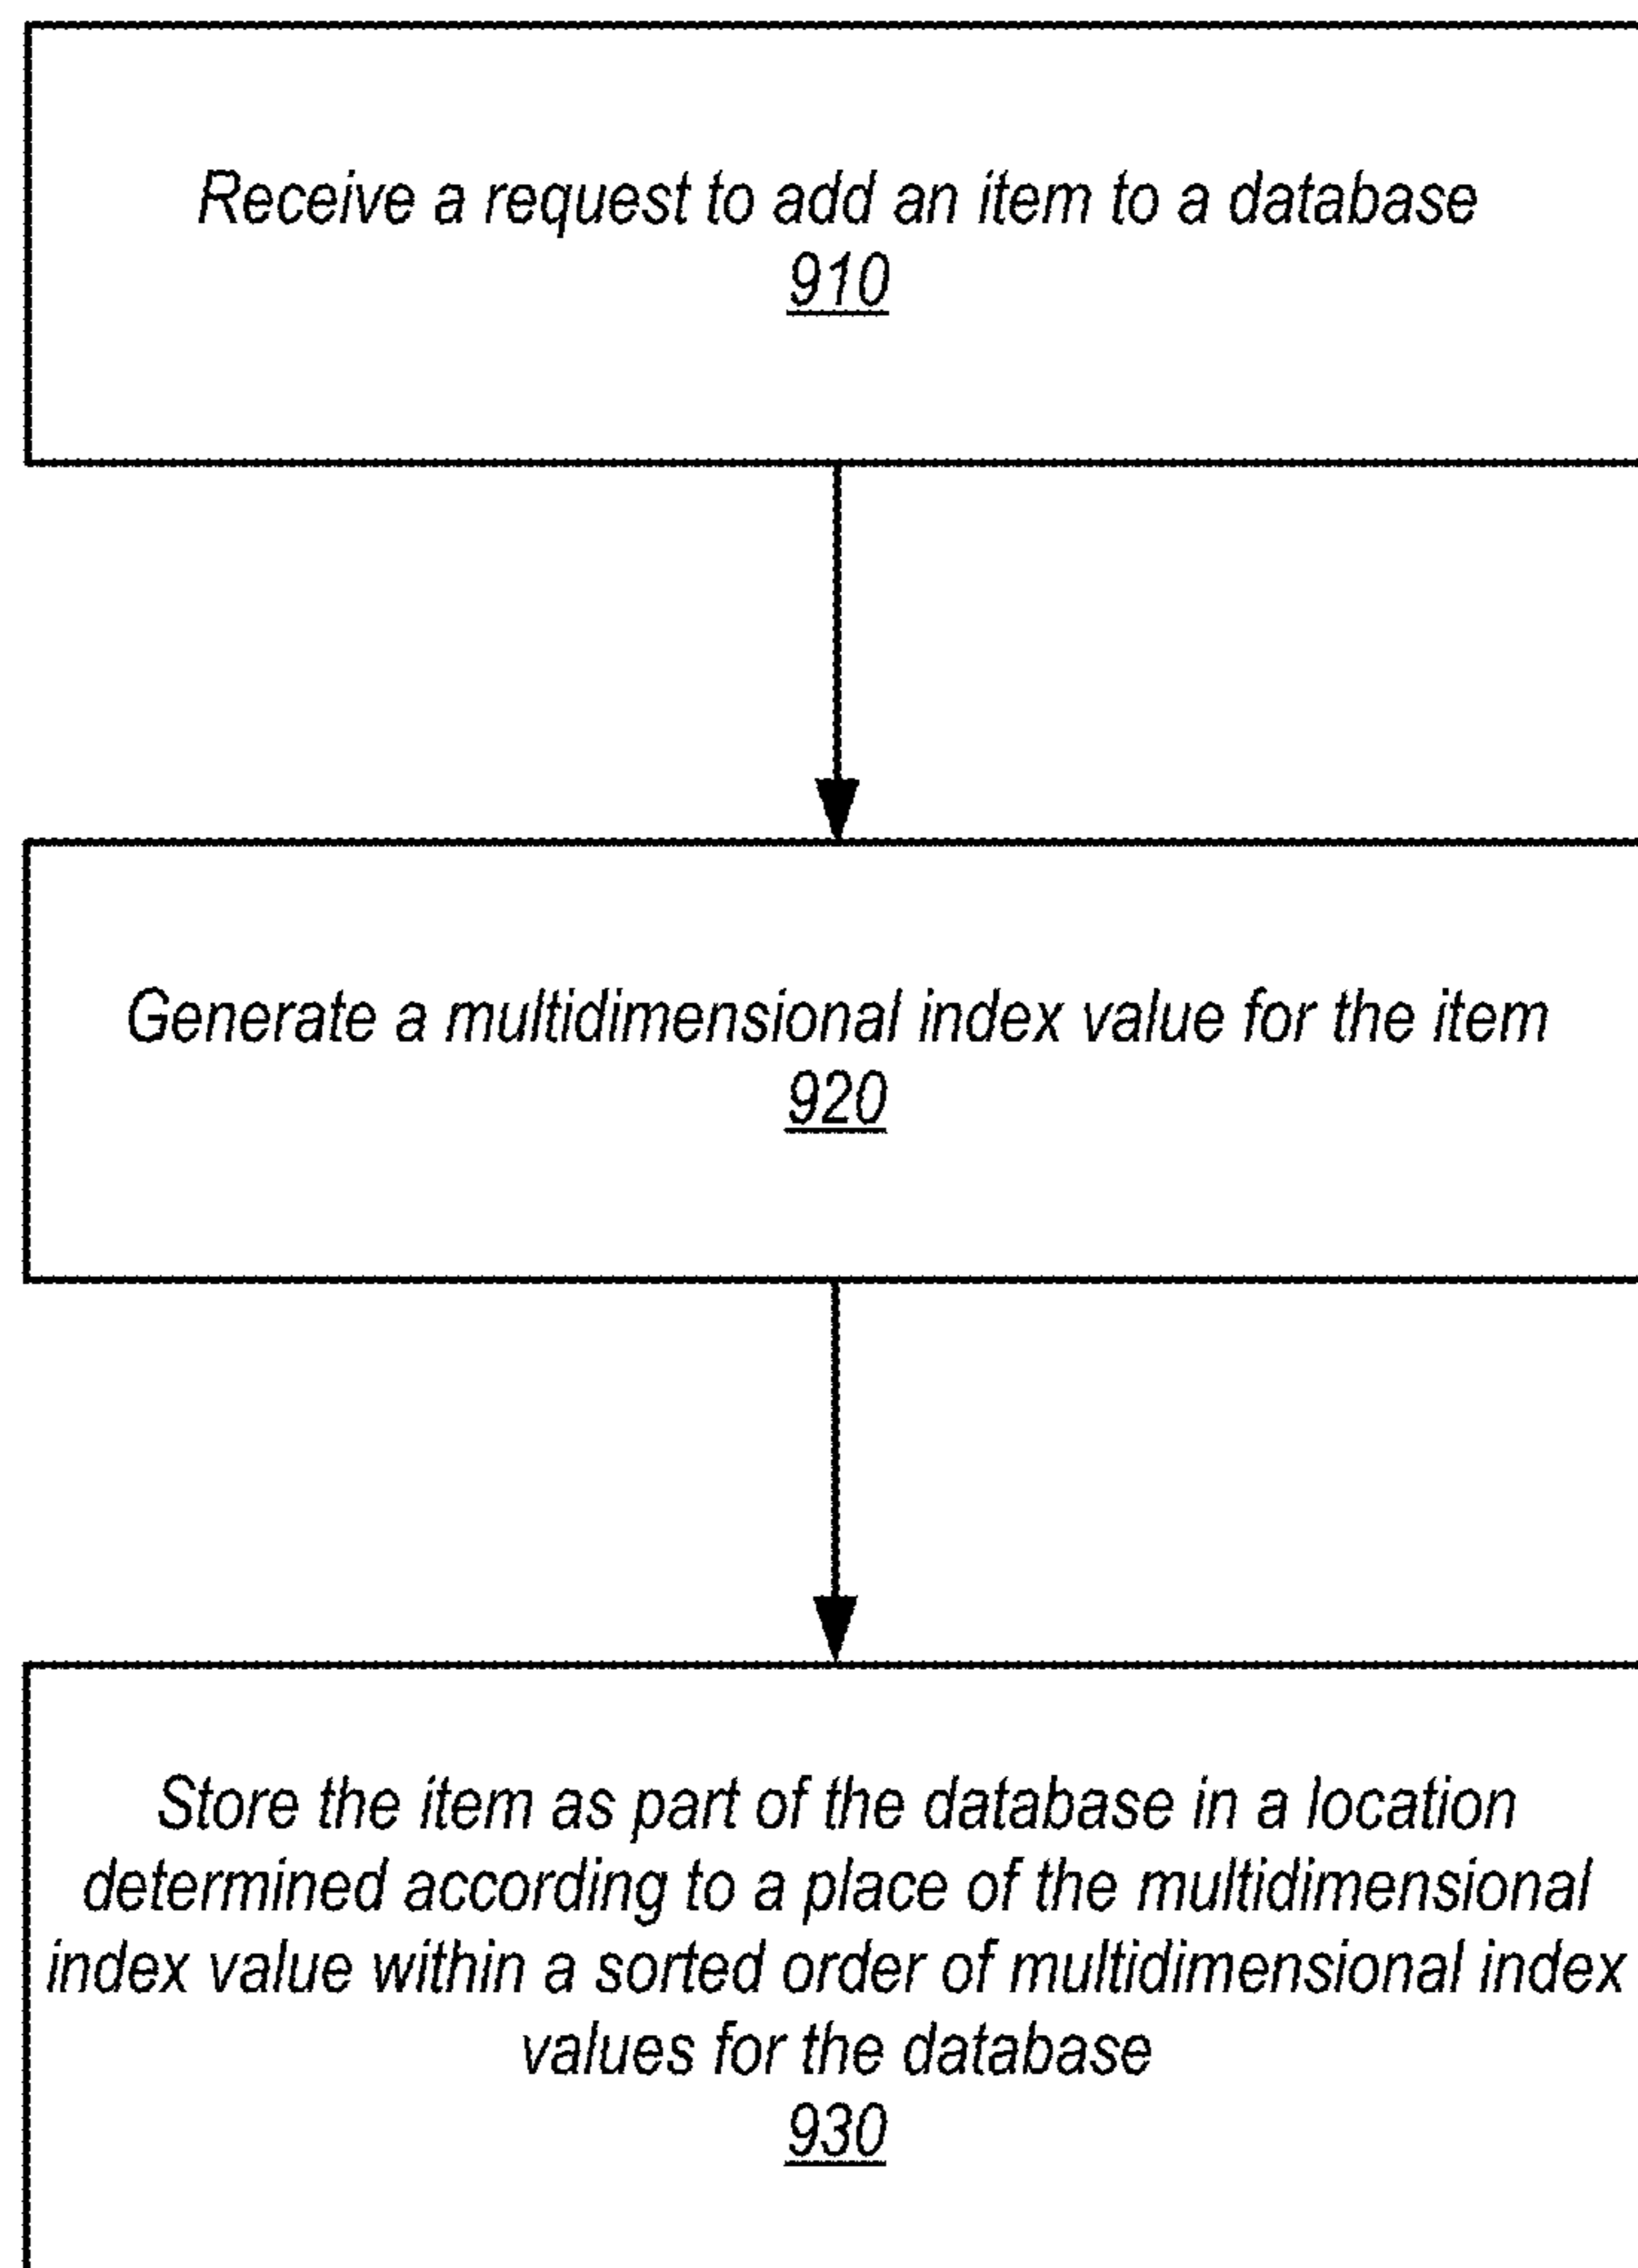 Receive a request to add an item to a database
910
Generate a multidimensional index value for the item
920
Store the item as part of the database in a location
determined according to a place of the multidimensional
index value within a sorted order of multidimensional index
values for the database
930